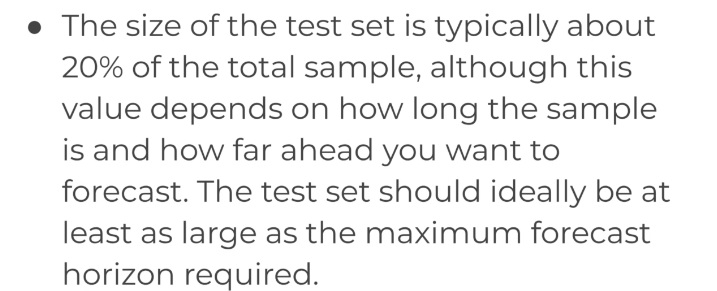 ● The size of the test set is typically about
20% of the total sample, although this
value depends on how long the sample
is and how far ahead you want to
forecast. The test set should ideally be at
least as large as the maximum forecast
horizon required.